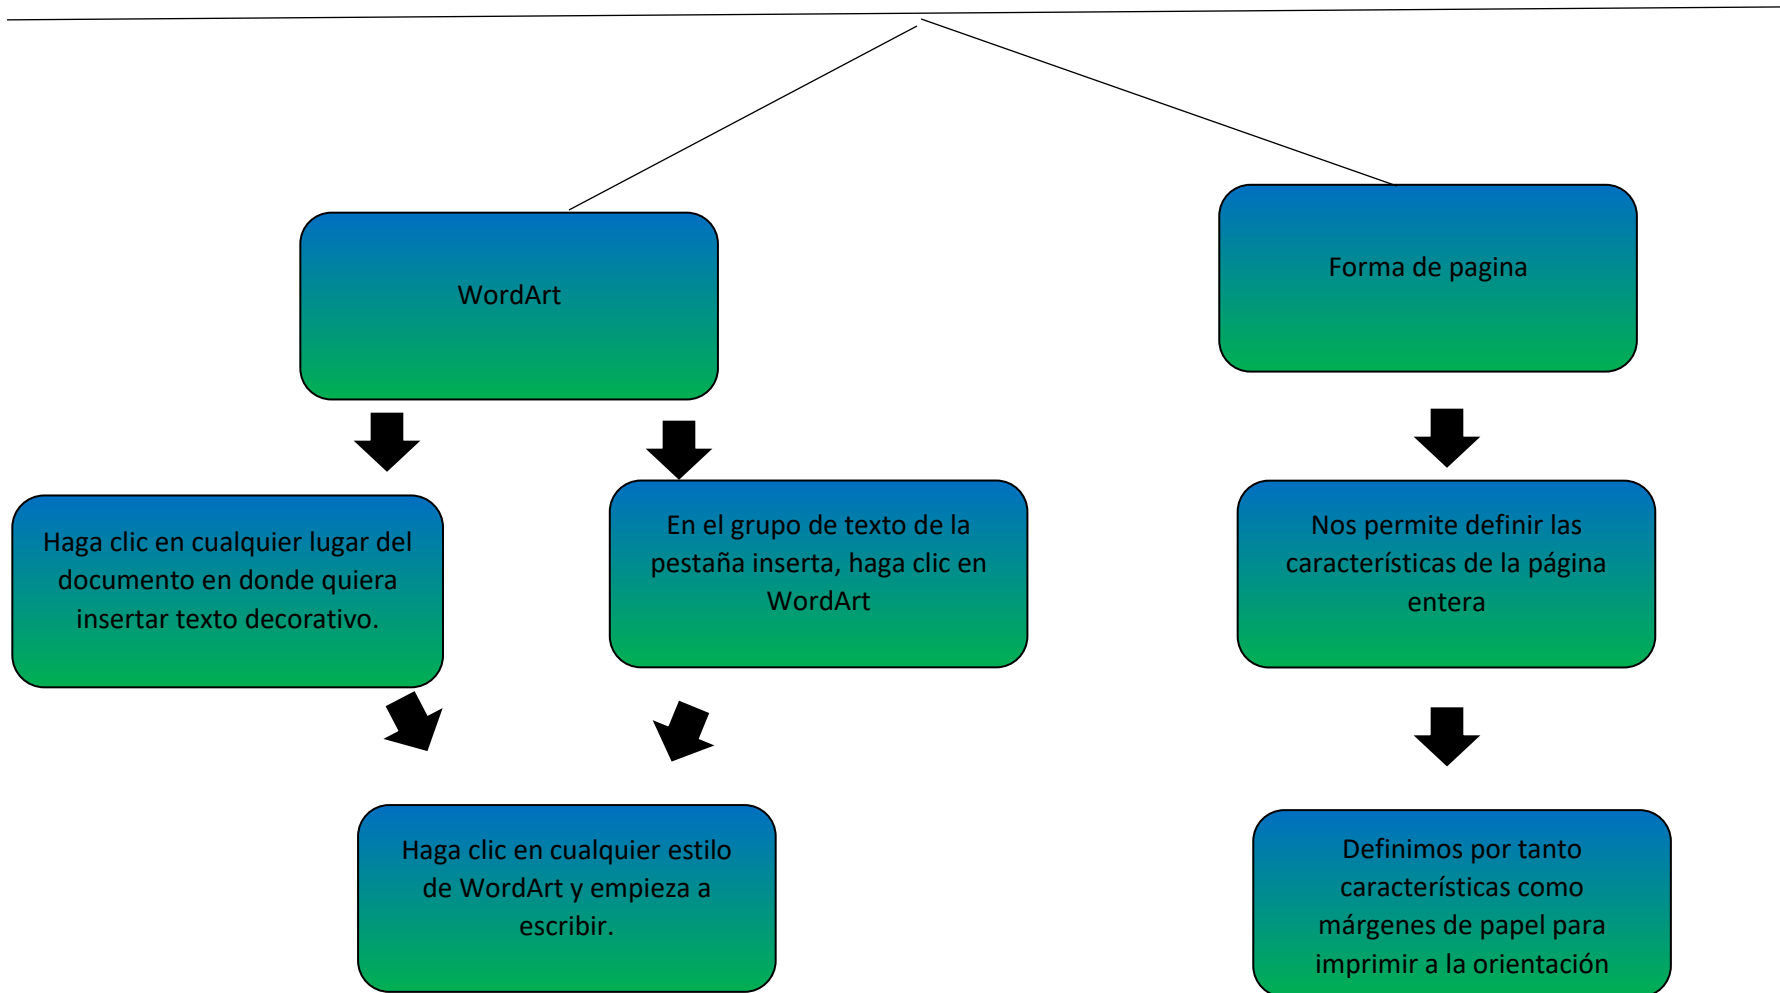 WordArt
Forma de pagina
Haga clic en cualquier lugar del
documento en donde quiera
insertar texto decorativo.
En el grupo de texto de la
pestaña inserta, haga clic en
WordArt
Nos permite definir las
características de la página
entera
Haga clic en cualquier estilo
de WordArt y empieza a
escribir.
Definimos por tanto
características como
márgenes de papel para
imprimir a la orientación